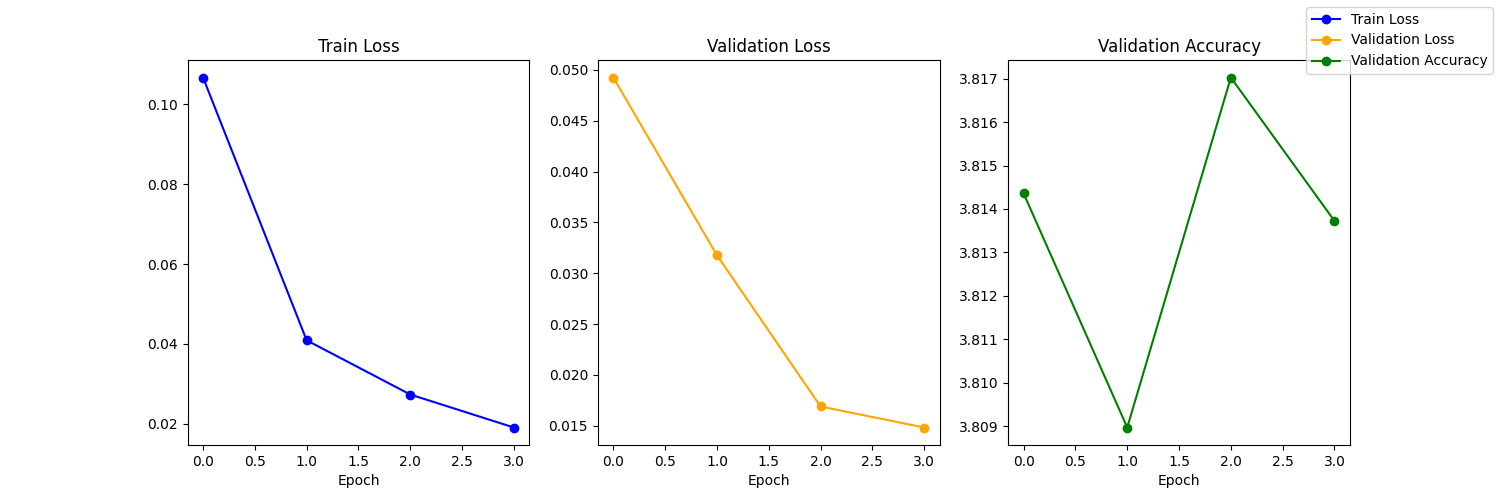 Train Loss
Validation Loss
Validation Accuracy
Train Loss
Validation Loss
Validation Accuracy
0.10
0.08
0.06
0.04
0.02
0.0 0.5 1.0 1.5 2.0 2.5 3.0
Epoch
0.050
0.045
0.040
0.035
0.030
0.025
0.020
0.015
0.0 0.5 1.0 1.5 2.0 2.5 3.0
Epoch
3.817
3.816
3.815
3.814
3.813
3.812
3.811
3.810
3.809
0.0 0.5 1.0 1.5 2.0 2.5 3.0
Epoch